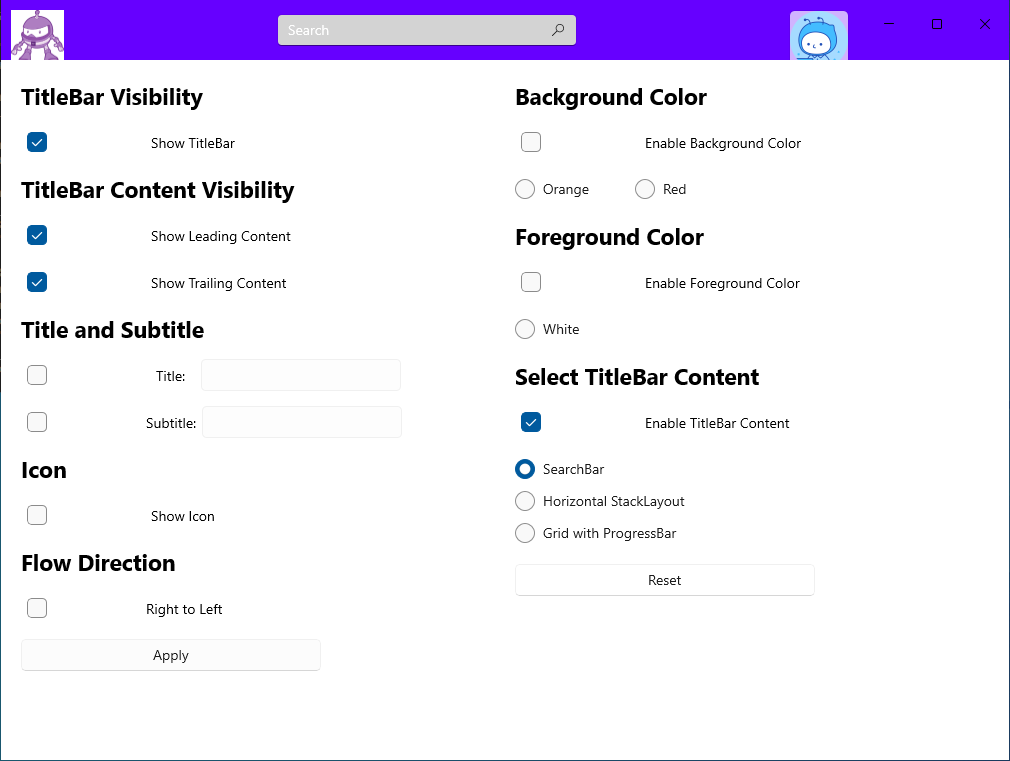 Search
TitleBar Visibility
Show TitleBar
TitleBar Content Visibility
Show Leading Content
Show Trailing Content
Title and Subtitle
Title:
Subtitle:
Icon
Show Icon
Flow Direction
Right to Left
Apply
Background Color
Enable Background Color
Orange Red
Foreground Color
Enable Foreground Color
White
Select TitleBar Content
Enable TitleBar Content
SearchBar
Horizontal StackLayout
Grid with ProgressBar
Reset